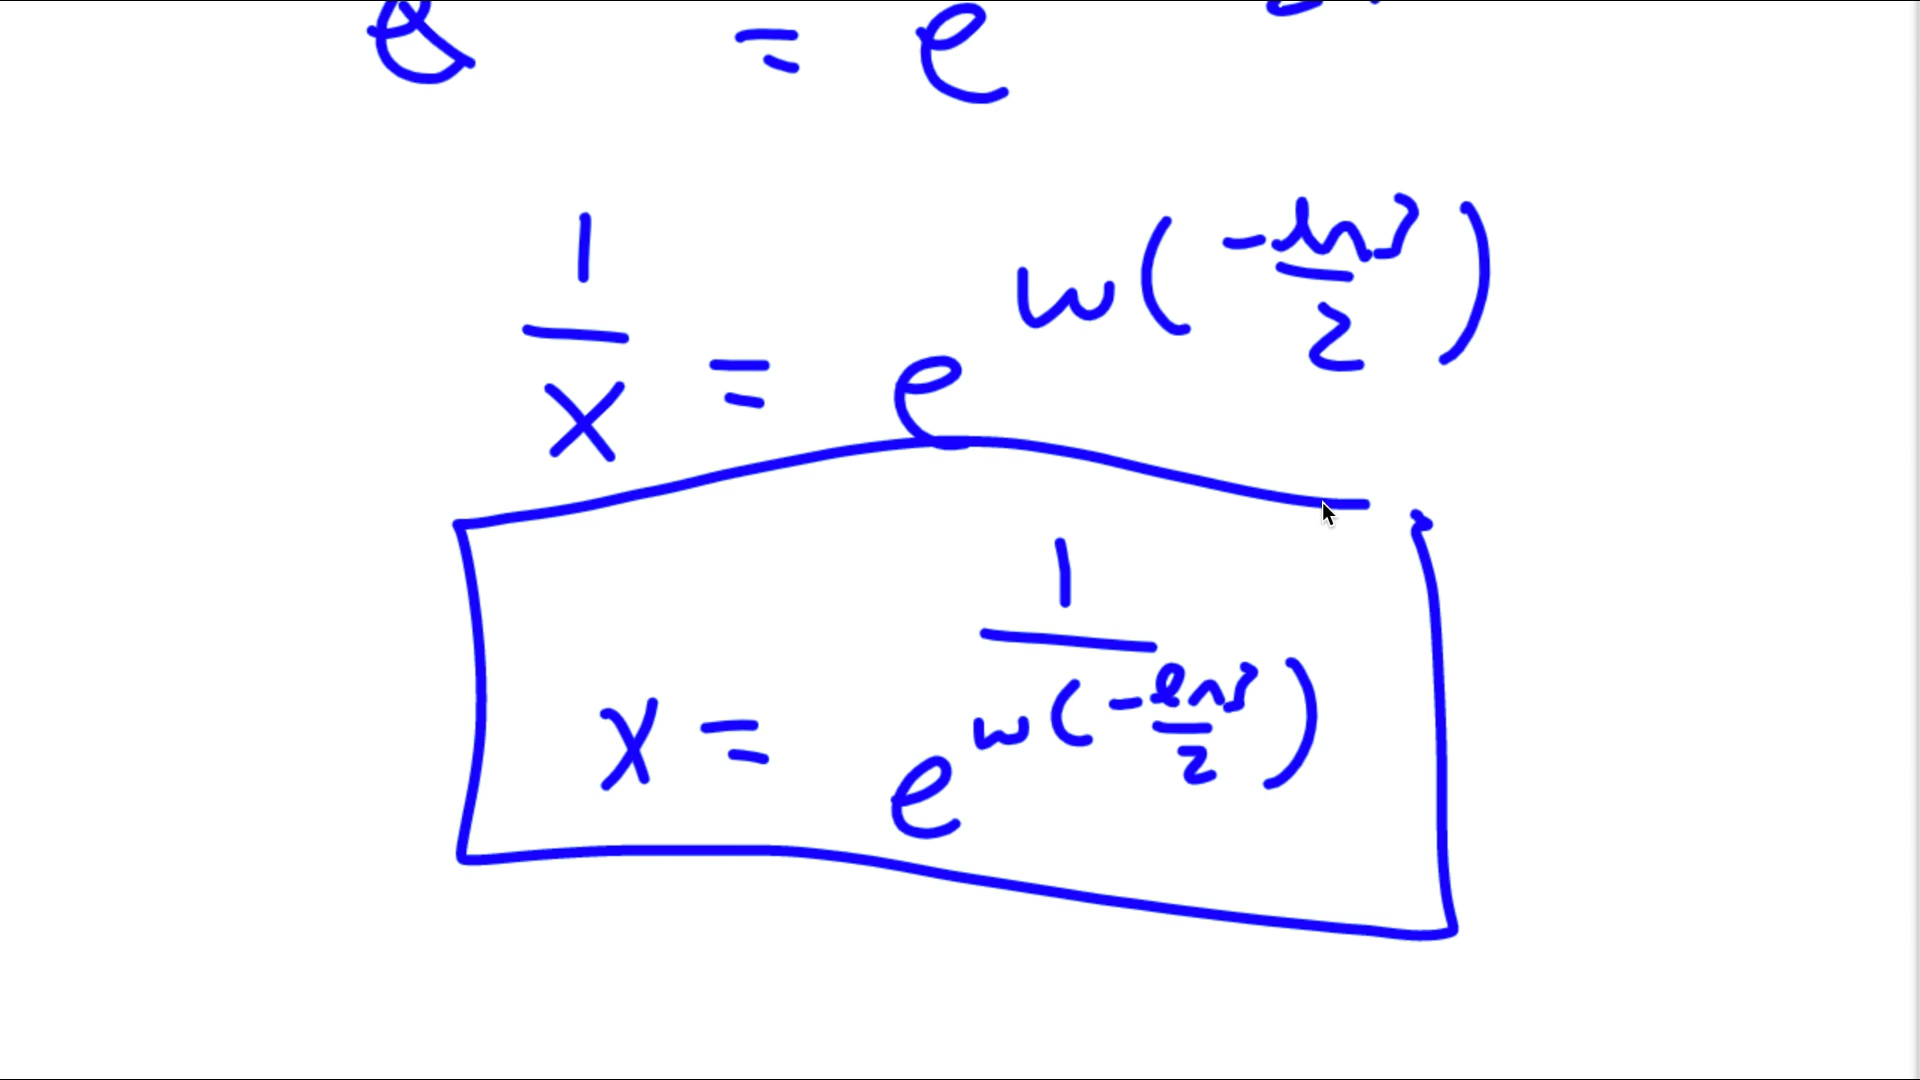 = e
1/x = e^{w(-ln3/2)}
x = 1/e^{w(-ln3/2)}